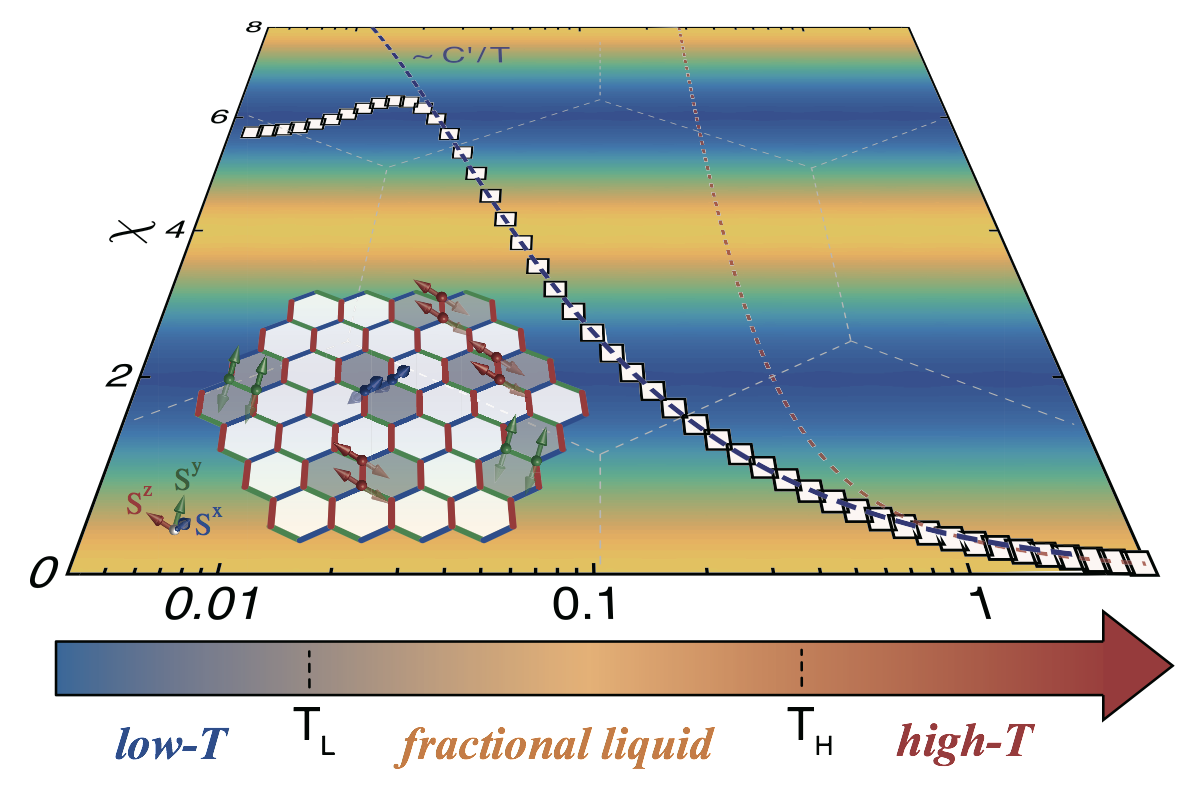 8
~ C'/T
6
χ 4
2
S^y
S^z
S^x
0
0.01 0.1 1
T_L T_H
low-T fractional liquid high-T